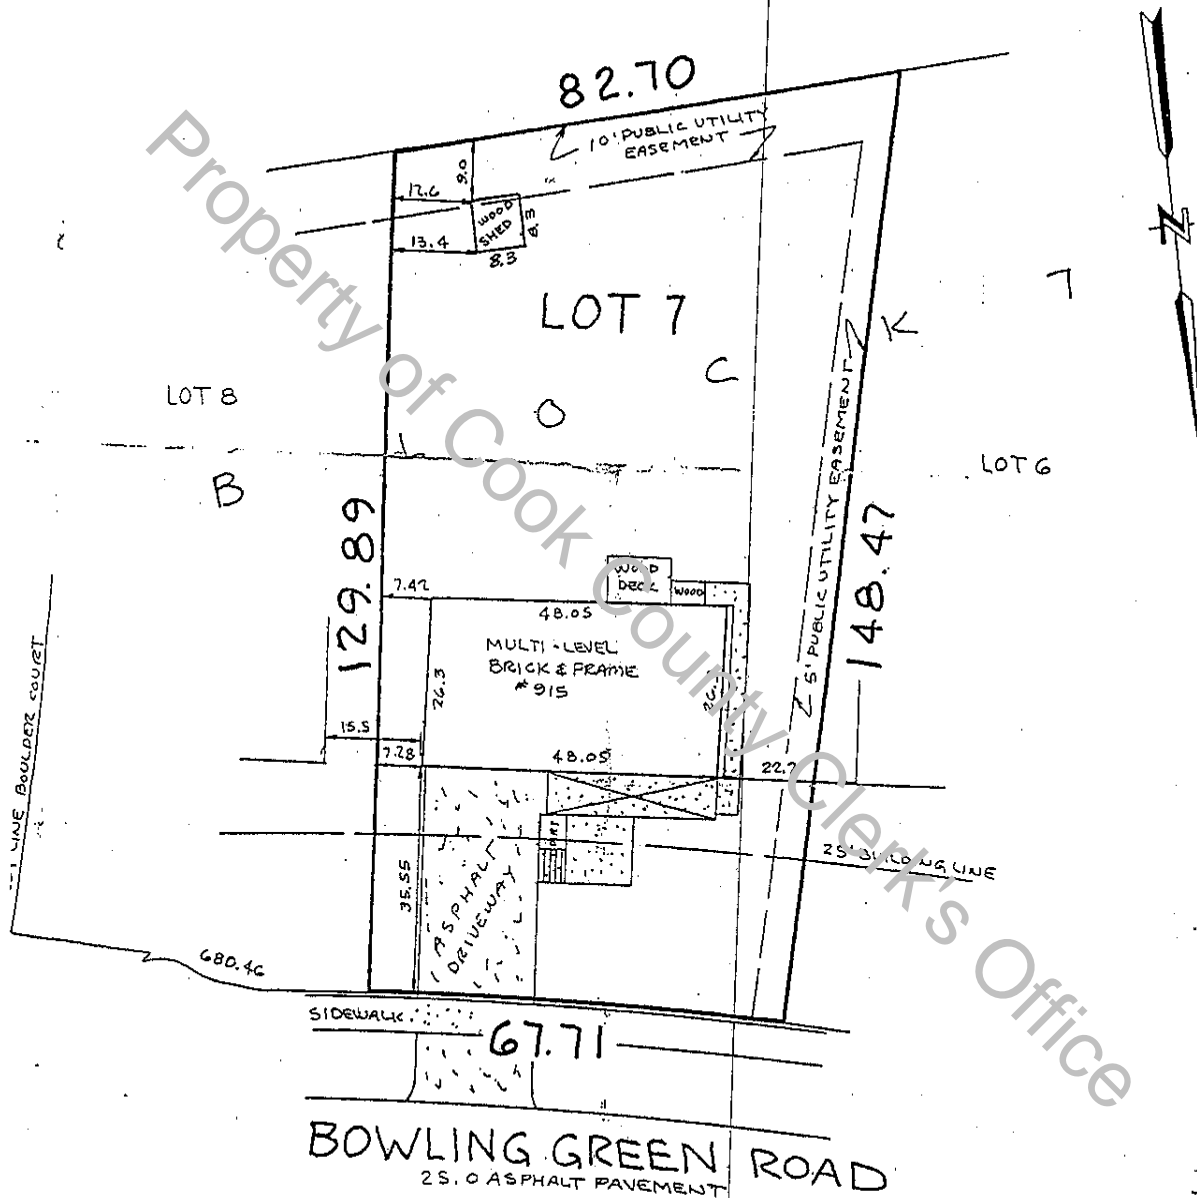 82.70
10' PUBLIC UTILITY
EASEMENT
9.0
12.6
WOOD
SHED
8.3
13.4
8.3
LOT 7
7
K
C
LOT 8
O
L
B
LOT 6
5' PUBLIC UTILITY EASEMENT
129.89
148.47
WOOD
DECK
WOOD
7.42
48.05
MULTI-LEVEL
BRICK & FRAME
#915
26.3
26.3
15.5
7.28
48.05
22.7
LINE BOULDER COURT
25' BUILDING LINE
35.55
ASPHALT
DRIVEWAY
680.46
SIDEWALK
67.71
BOWLING GREEN ROAD
25.0 ASPHALT PAVEMENT
N
Property of Cook County Clerk's Office